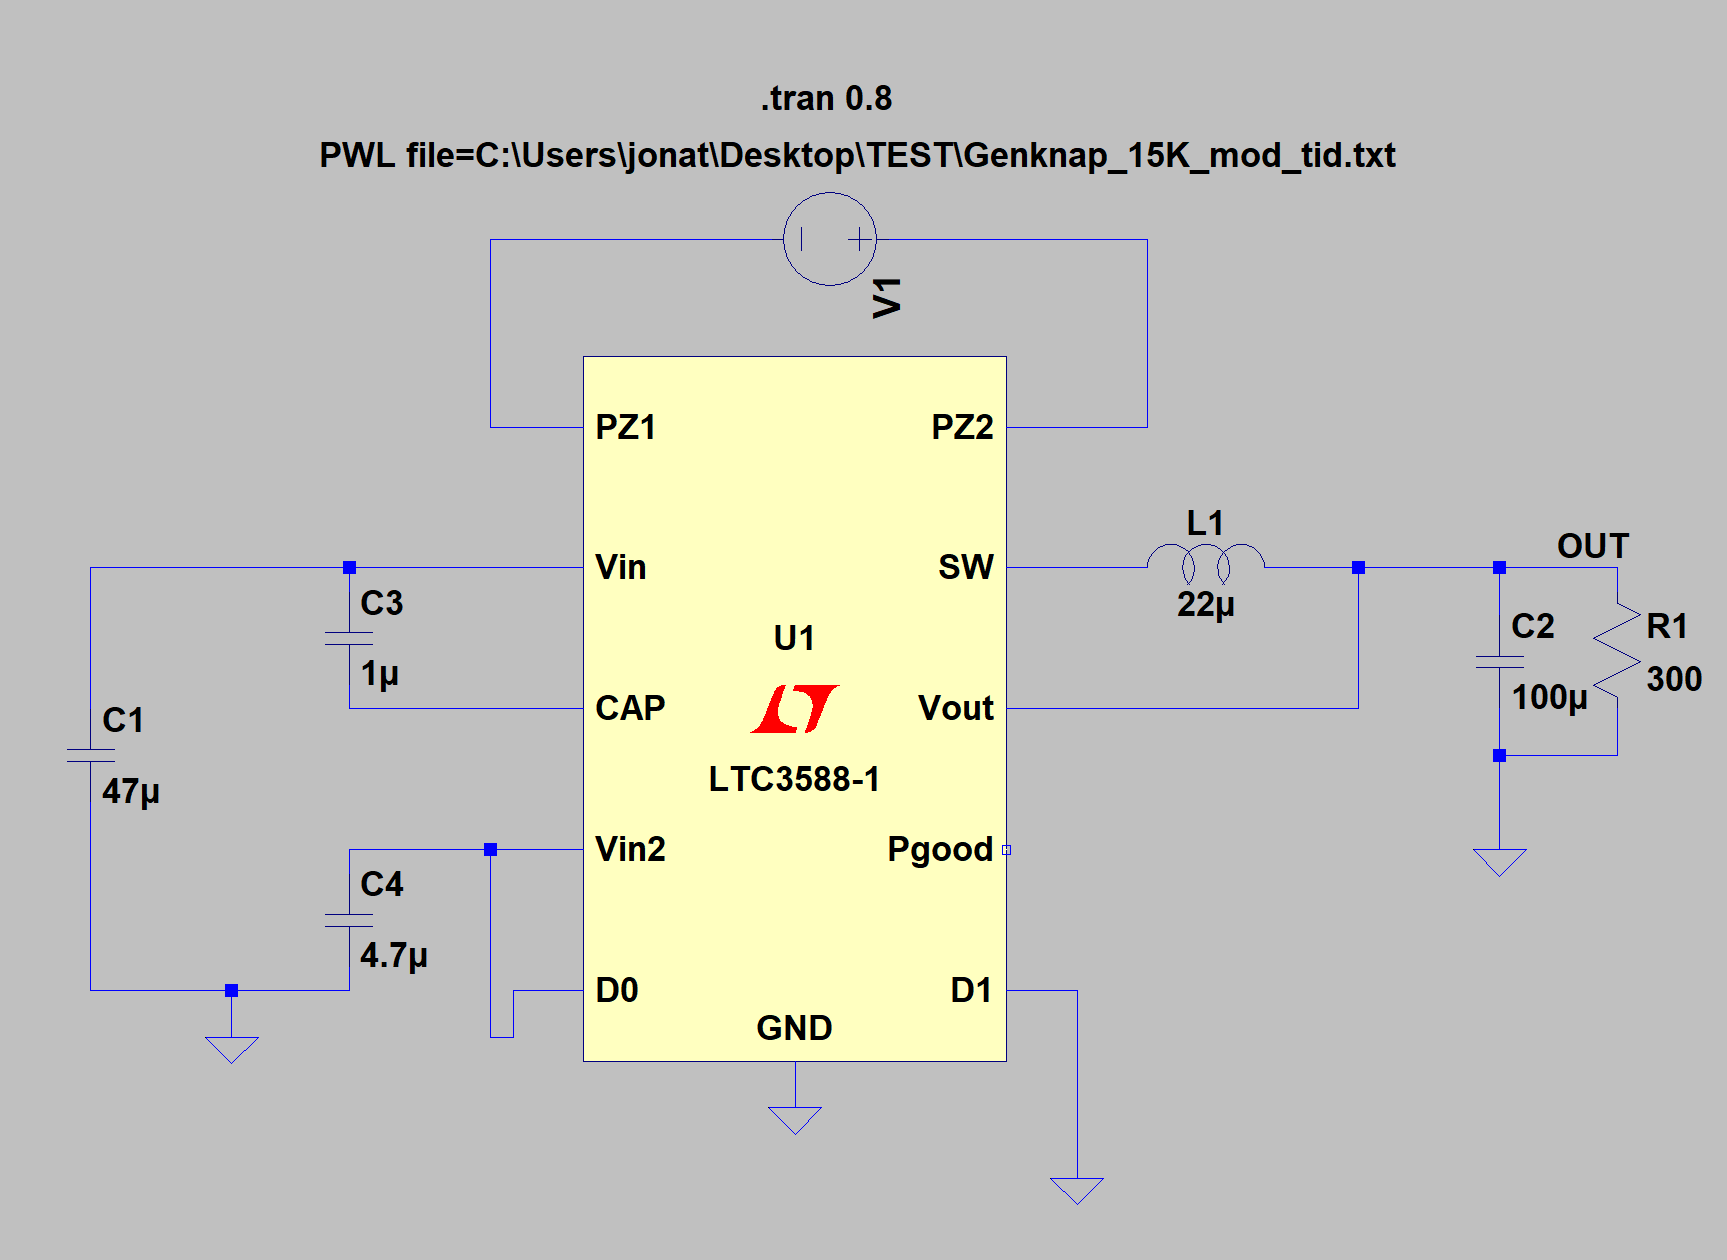 .tran 0.8
PWL file=C:\Users\jonat\Desktop\TEST\Genknap_15K_mod_tid.txt
V1
PZ1
PZ2
L1
22µ
OUT
Vin
SW
C3
1µ
U1
C2
100µ
R1
300
CAP
Vout
C1
47µ
LTC3588-1
Vin2
Pgood
C4
4.7µ
D0
D1
GND